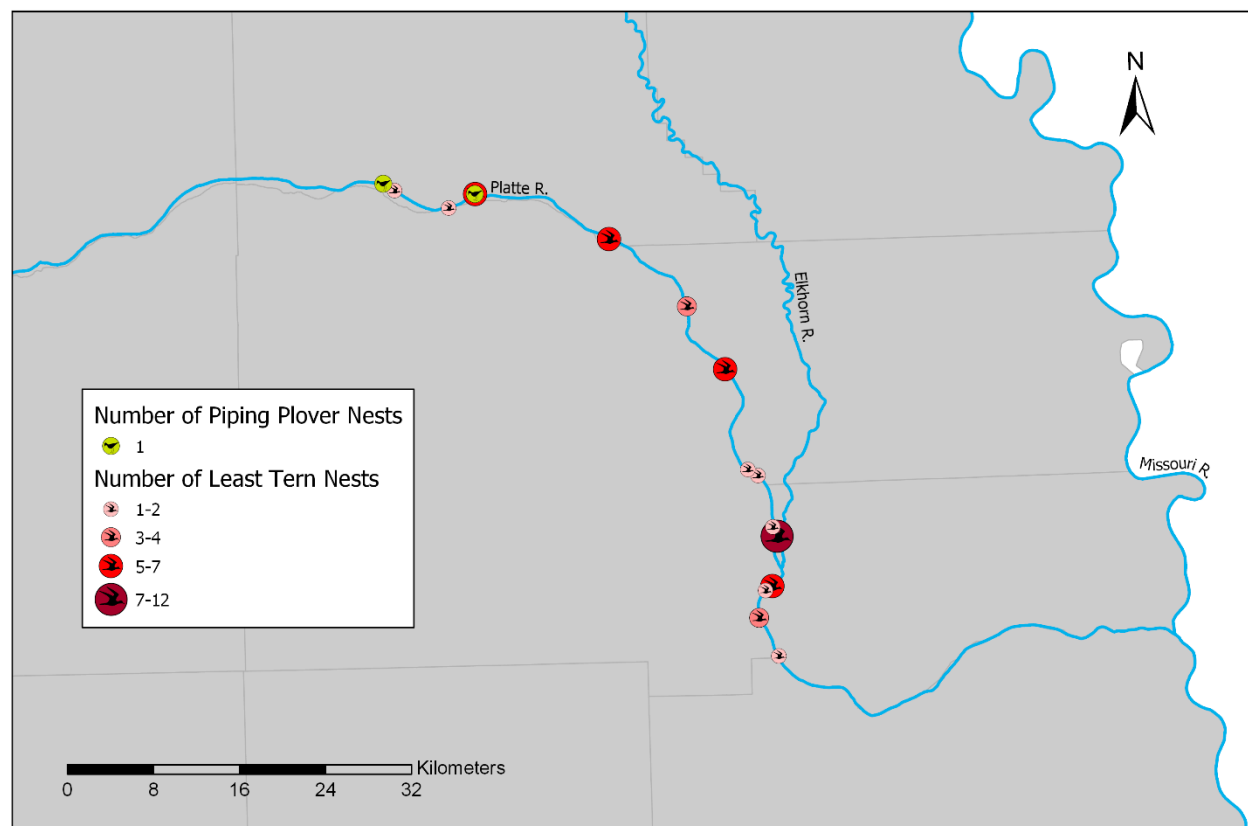 N
Platte R.
Elkhorn R.
Missouri R.
Number of Piping Plover Nests
1
Number of Least Tern Nests
1-2
3-4
5-7
7-12
Kilometers
0 8 16 24 32